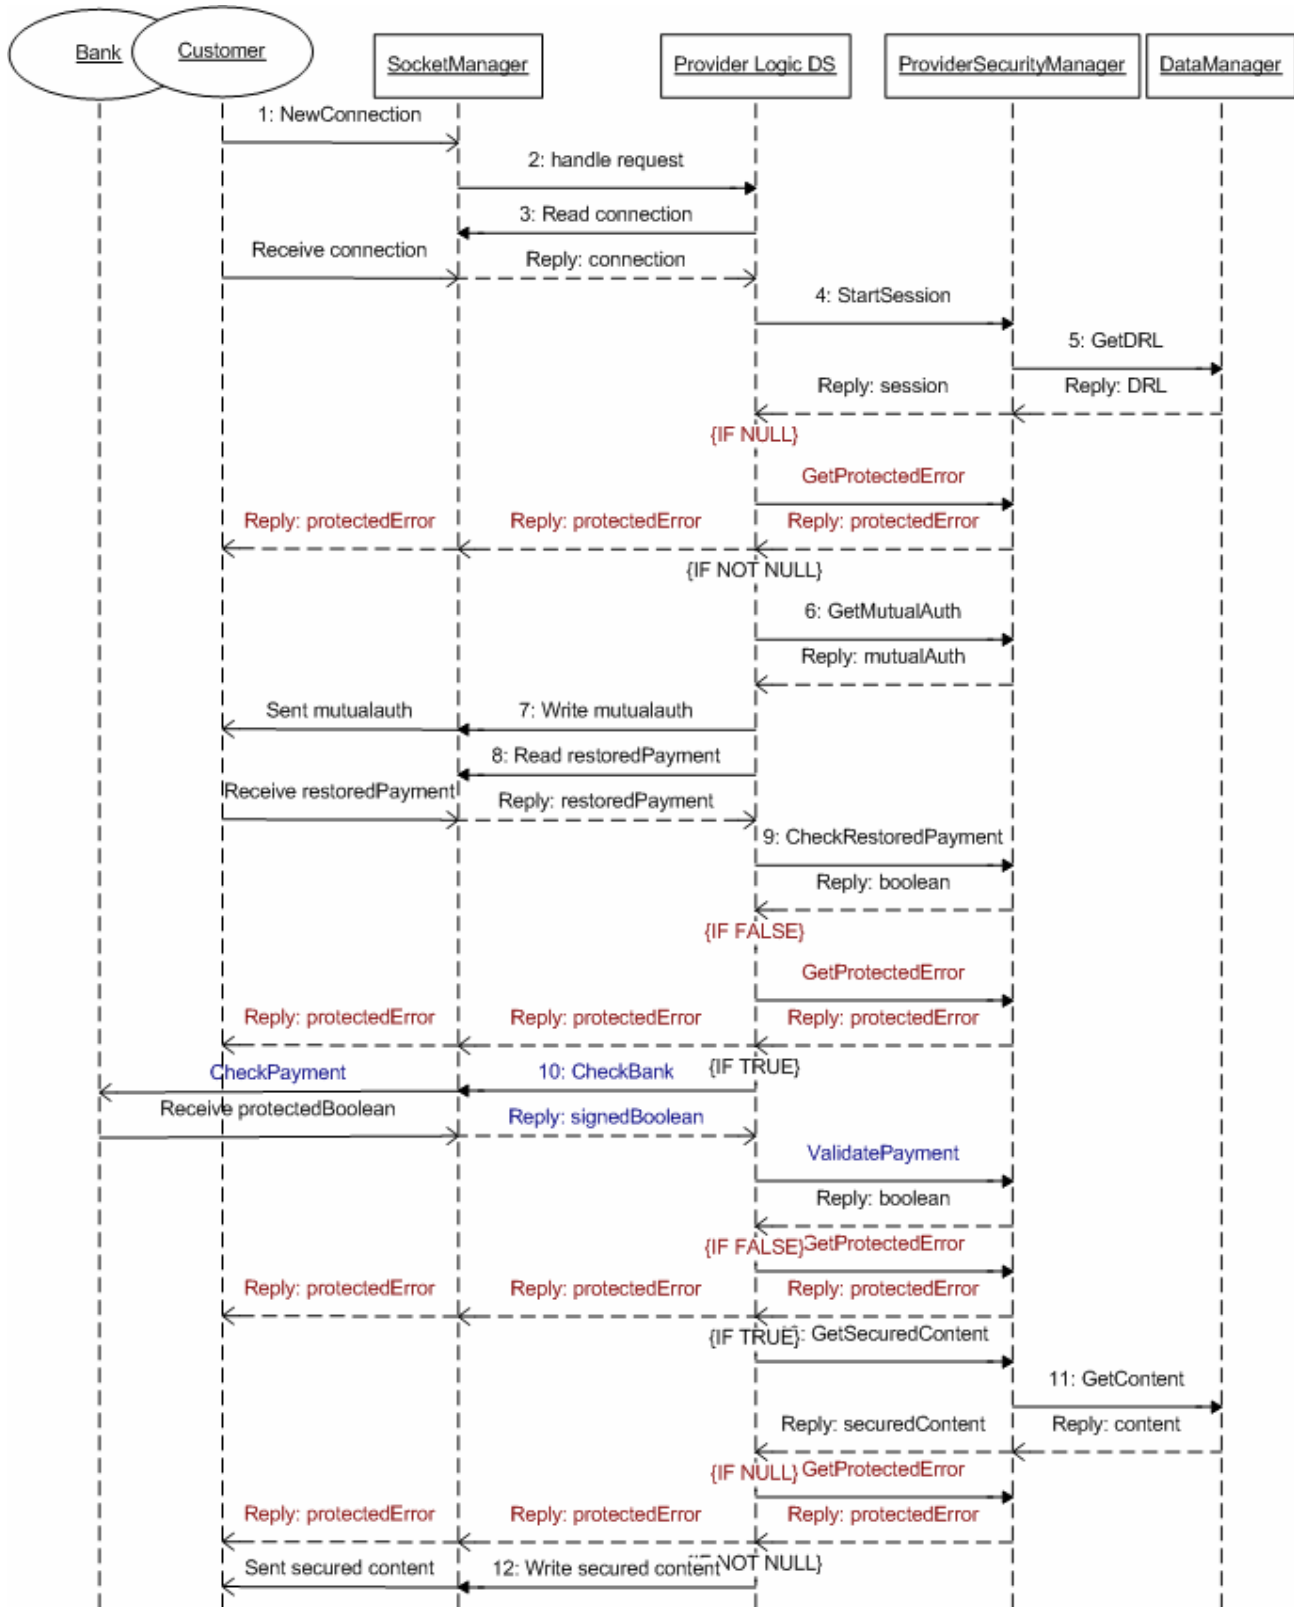 Bank
Customer
SocketManager
Provider Logic DS
ProviderSecurityManager
DataManager
1: NewConnection
2: handle request
3: Read connection
Receive connection
Reply: connection
4: StartSession
5: GetDRL
Reply: session
Reply: DRL
{IF NULL}
GetProtectedError
Reply: protectedError
Reply: protectedError
Reply: protectedError
{IF NOT NULL}
6: GetMutualAuth
Reply: mutualAuth
Sent mutualauth
7: Write mutualauth
8: Read restoredPayment
Receive restoredPayment
Reply: restoredPayment
9: CheckRestoredPayment
Reply: boolean
{IF FALSE}
GetProtectedError
Reply: protectedError
Reply: protectedError
Reply: protectedError
{IF TRUE}
CheckPayment
10: CheckBank
Receive protectedBoolean
Reply: signedBoolean
ValidatePayment
Reply: boolean
{IF FALSE}
GetProtectedError
Reply: protectedError
Reply: protectedError
Reply: protectedError
{IF TRUE}
: GetSecuredContent
11: GetContent
Reply: securedContent
Reply: content
{IF NULL}
GetProtectedError
Reply: protectedError
Reply: protectedError
Reply: protectedError
NOT NULL}
Sent secured content
12: Write secured content